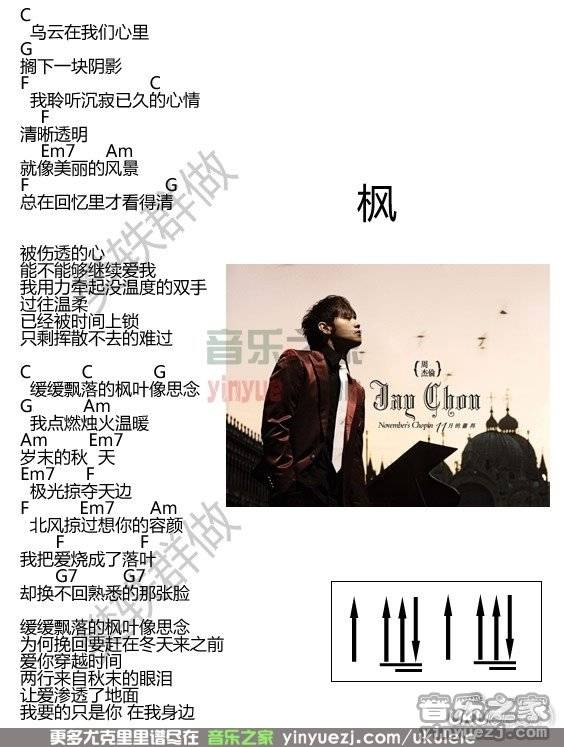 C
乌云在我们心里
G
搁下一块阴影
F C
我聆听沉寂已久的心情
F
清晰透明
Em7 Am
就像美丽的风景
F G
总在回忆里才看得清
被伤透的心
能不能够继续爱我
我用力牵起没温度的双手
过往温柔
已经被时间上锁
只剩挥散不去的难过
C C G
缓缓飘落的枫叶像思念
G Am
我点燃烛火温暖
Am Em7
岁末的秋 天
Em7 F
极光掠夺天边
F Em7 Am
北风掠过想你的容颜
F F
我把爱烧成了落叶
G7 G7
却换不回熟悉的那张脸
缓缓飘落的枫叶像思念
为何挽回要赶在冬天来之前
爱你穿越时间
两行来自秋末的眼泪
让爱渗透了地面
我要的只是你 在我身边
枫
音乐之家
yinyuezj.com
{周杰倫}
Jay Chou
November's Chopin 11月的蕭邦
音乐之家
更多尤克里里谱尽在 音乐之家 yinyuezj.com/ukulele